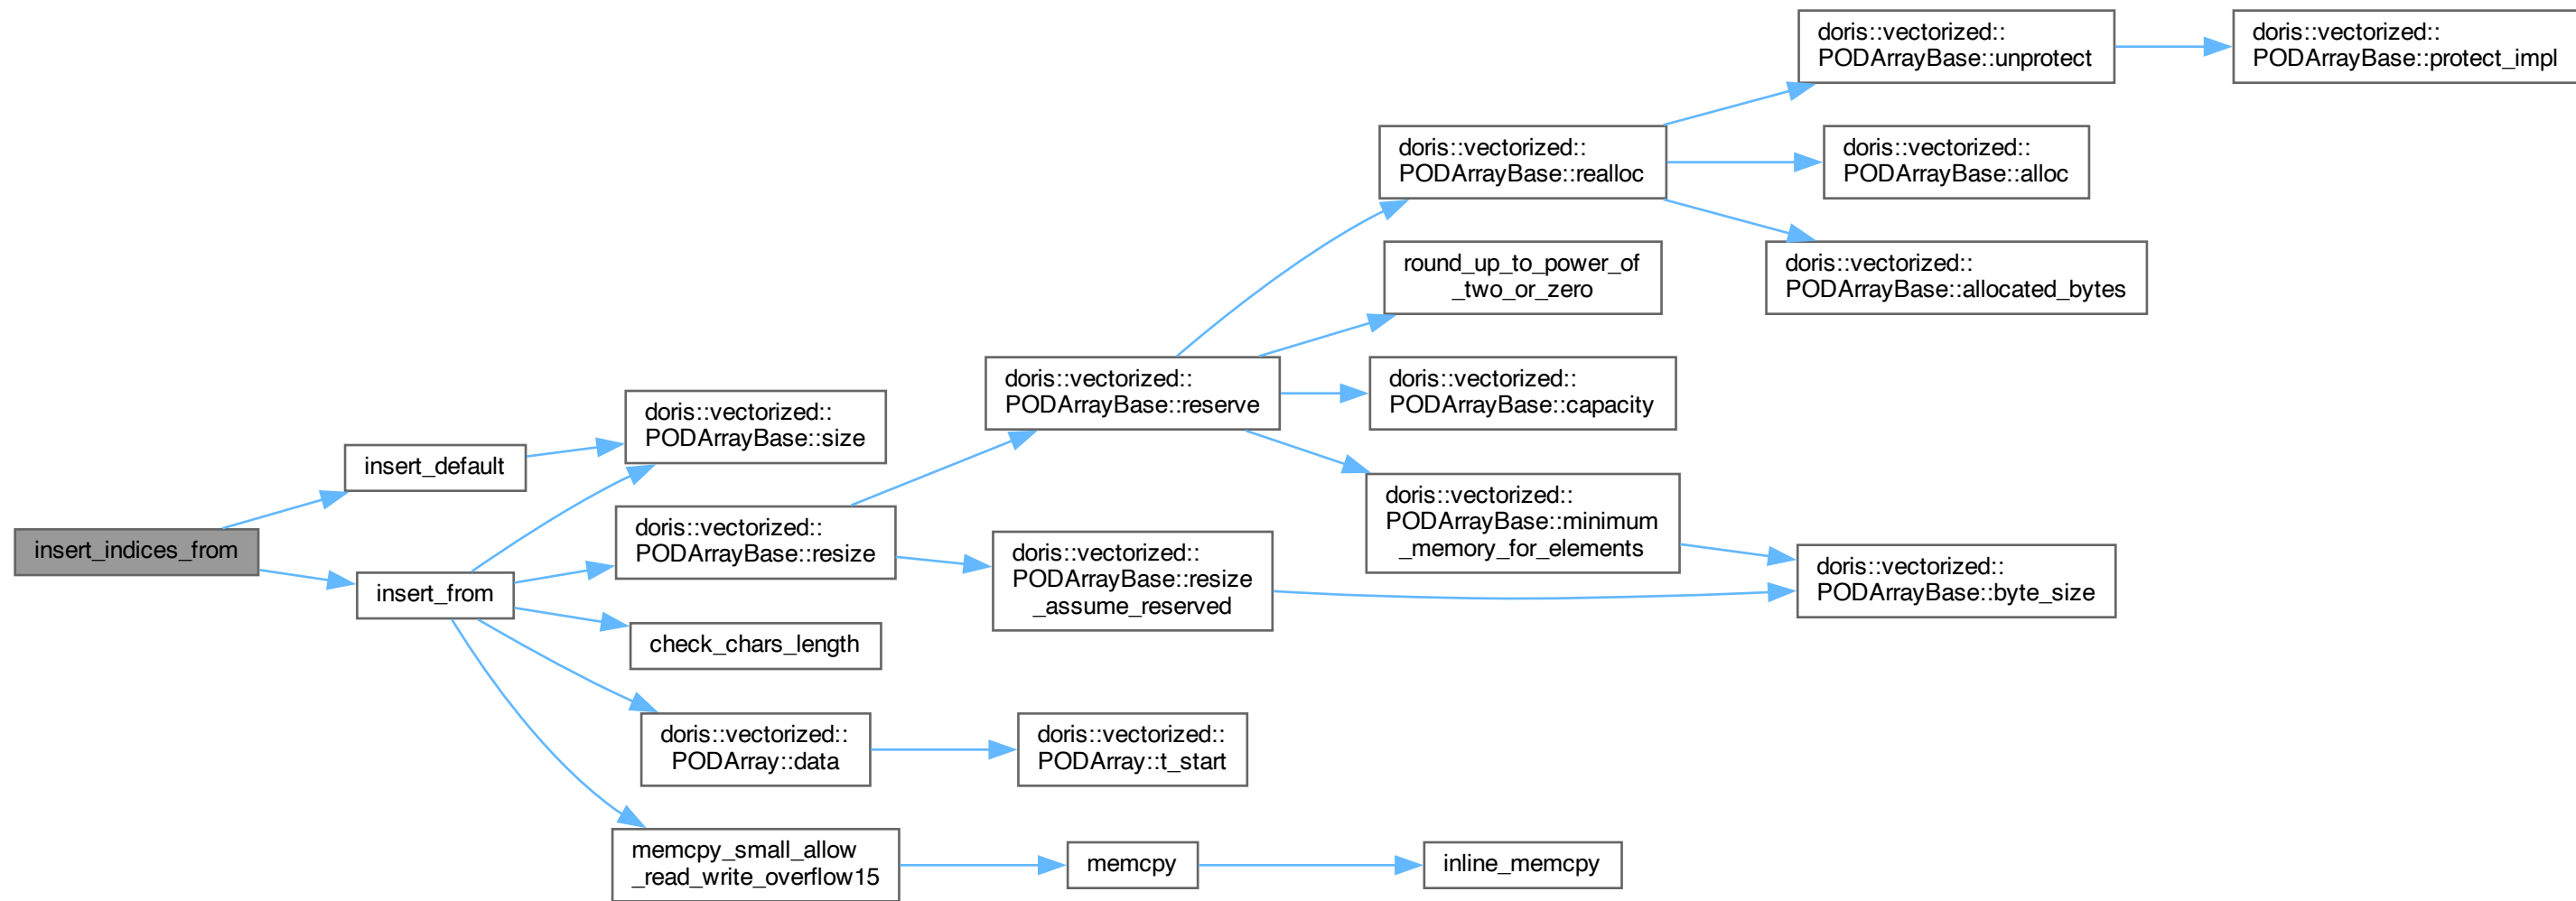 insert_indices_from
insert_default
insert_from
doris::vectorized::
PODArrayBase::size
doris::vectorized::
PODArrayBase::resize
check_chars_length
doris::vectorized::
PODArray::data
memcpy_small_allow
_read_write_overflow15
doris::vectorized::
PODArrayBase::reserve
doris::vectorized::
PODArrayBase::resize
_assume_reserved
doris::vectorized::
PODArray::t_start
memcpy
doris::vectorized::
PODArrayBase::realloc
round_up_to_power_of
_two_or_zero
doris::vectorized::
PODArrayBase::capacity
doris::vectorized::
PODArrayBase::minimum
_memory_for_elements
inline_memcpy
doris::vectorized::
PODArrayBase::unprotect
doris::vectorized::
PODArrayBase::alloc
doris::vectorized::
PODArrayBase::allocated_bytes
doris::vectorized::
PODArrayBase::byte_size
doris::vectorized::
PODArrayBase::protect_impl